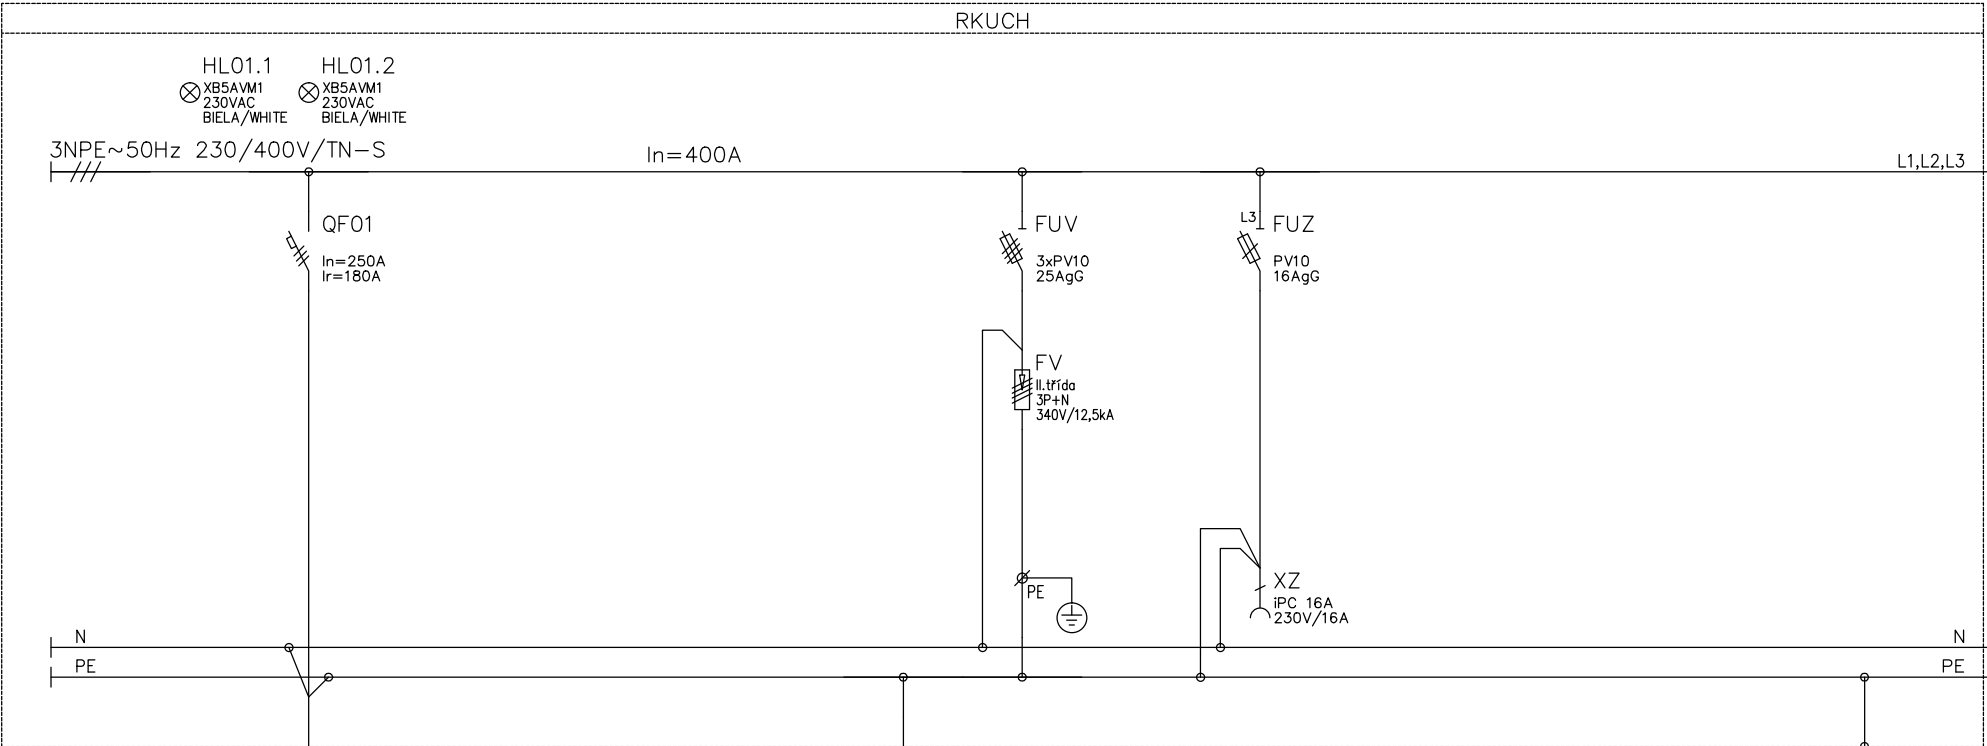 RKUCH
HL01.1
XB5AVM1
230VAC
BIELA/WHITE
HL01.2
XB5AVM1
230VAC
BIELA/WHITE
3NPE~50Hz 230/400V/TN-S
In=400A
L1,L2,L3
QF01
In=250A
Ir=180A
FUV
3xPV10
25AgG
L3
FUZ
PV10
16AgG
FV
II.třída
3P+N
340V/12,5kA
PE
XZ
iPC 16A
230V/16A
N
N
PE
PE